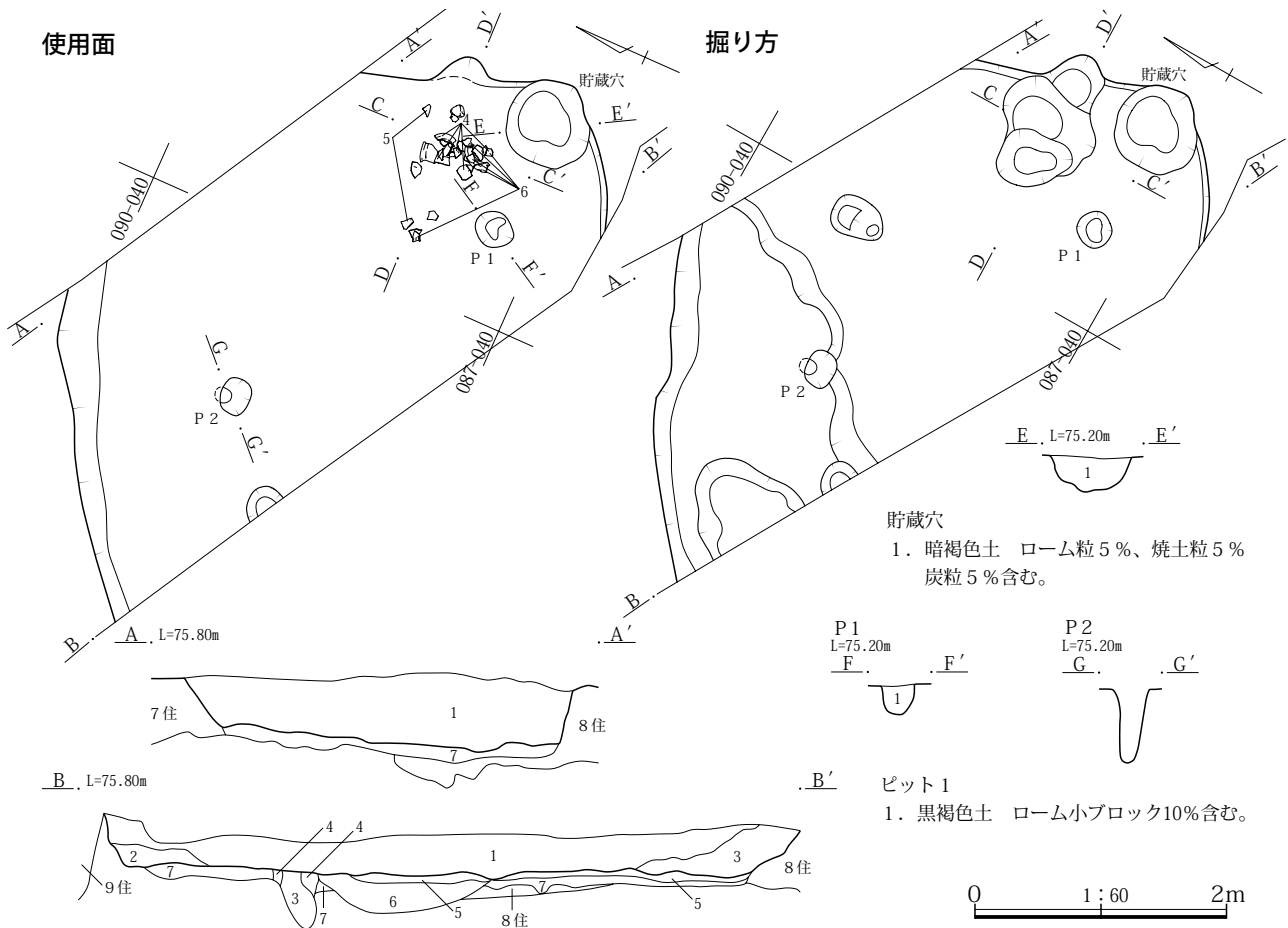 使用面
A′
D′
貯蔵穴
C
4
E
E′
5
B′
C′
F
6
090-040
P 1
D
F′
A
G
087-040
P 2
G′
B
掘り方
A′
D′
貯蔵穴
C
090-040
B′
C′
P 1
D
A
087-040
P 2
B
E L=75.20m E′
1
貯蔵穴
1. 暗褐色土 ローム粒5%、焼土粒5%
炭粒5%含む。
A L=75.80m A′
7住
1
8住
7
P1
L=75.20m
F F′
1
P2
L=75.20m
G G′
ピット1
1. 黒褐色土 ローム小ブロック10%含む。
B L=75.80m B′
4 4
2
1
3
7
7
8住
9住
3
7
6
5
8住
5
0 1:60 2m